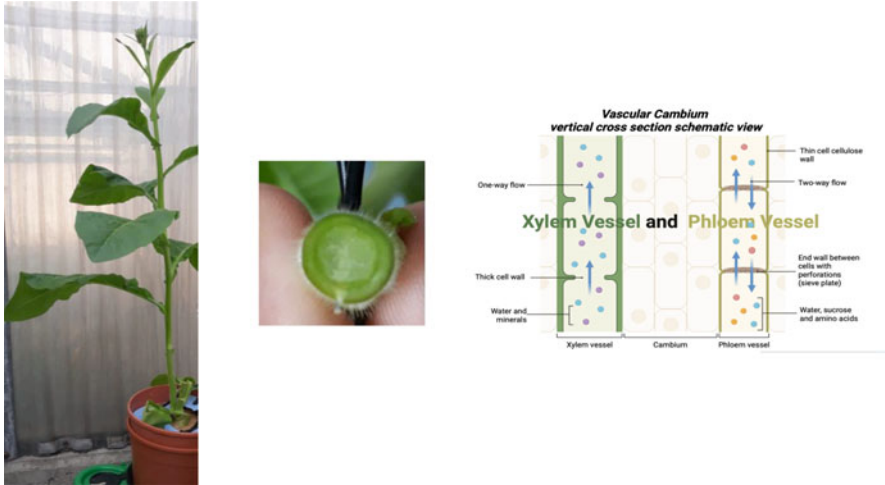 Vascular Cambium
vertical cross section schematic view
One-way flow
Thick cell wall
Water and
minerals
Xylem Vessel and Phloem Vessel
Thin cell cellulose
wall
Two-way flow
End wall between
cells with
perforations
(sieve plate)
Water, sucrose
and amino acids
Xylem vessel
Cambium
Phloem vessel